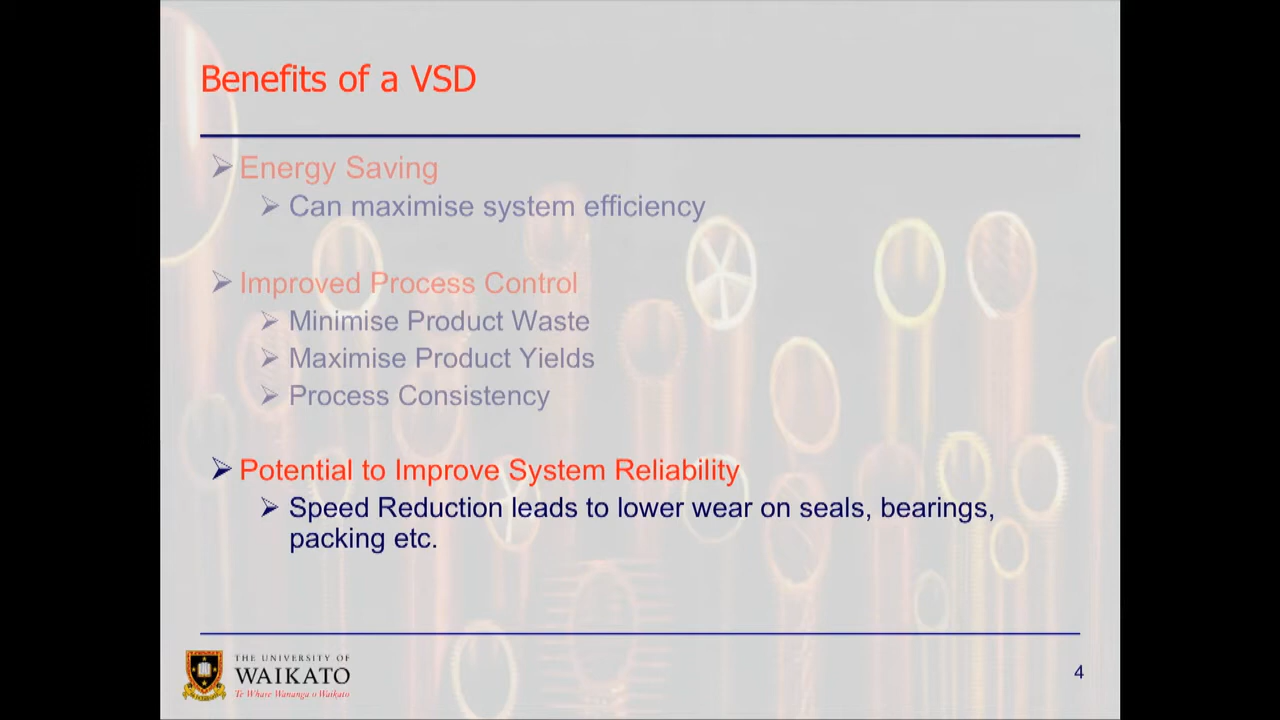 Benefits of a VSD
Energy Saving
Can maximise system efficiency
Improved Process Control
Minimise Product Waste
Maximise Product Yields
Process Consistency
Potential to Improve System Reliability
Speed Reduction leads to lower wear on seals, bearings,
packing etc.
THE UNIVERSITY OF
WAIKATO
Te Whare Wananga o Waikato
4